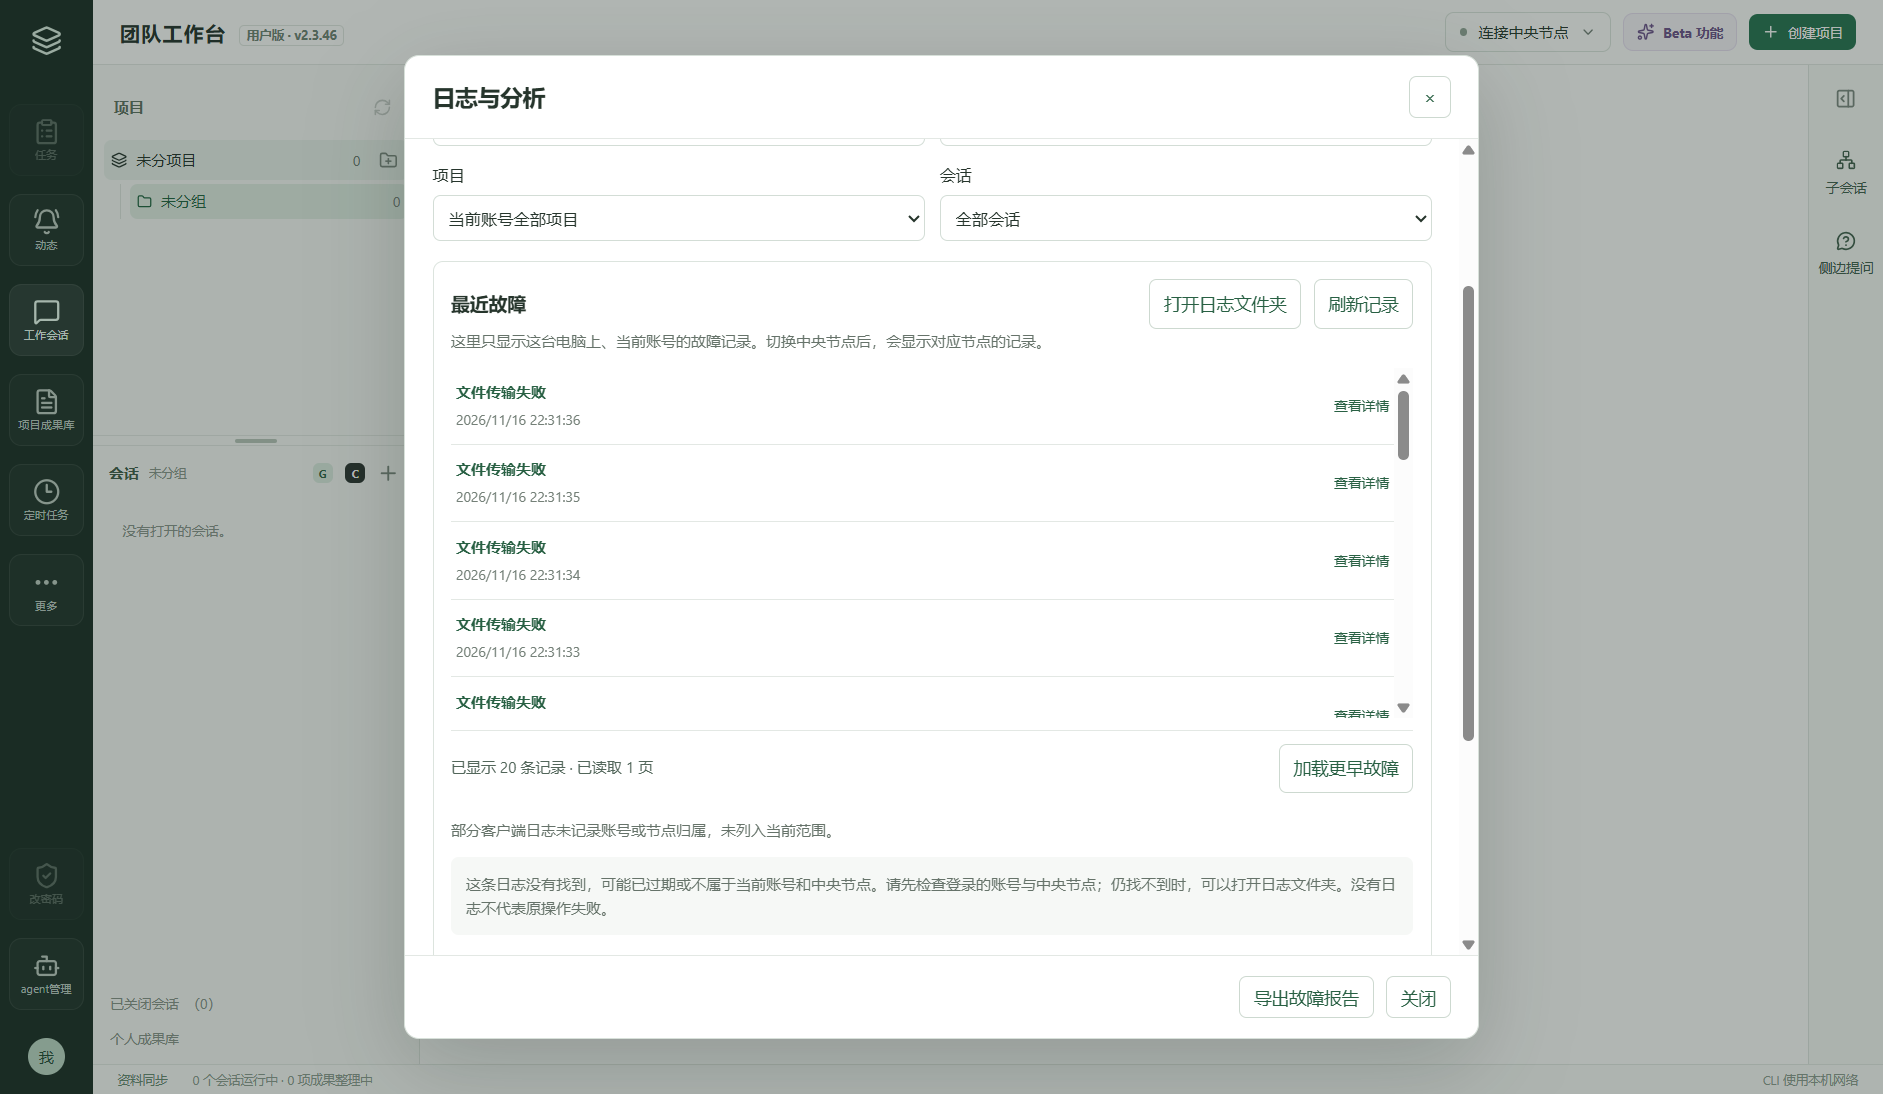 团队工作台
用户版 · v2.3.46
连接中央节点
Beta 功能
创建项目
任务
动态
工作会话
项目成果库
定时任务
更多
改密码
agent管理
我
项目
未分项目
0
未分组
0
会话
未分组
G
C
没有打开的会话。
已关闭会话 （0）
个人成果库
资料同步
0 个会话运行中 · 0 项成果整理中
CLI 使用本机网络
子会话
侧边提问
日志与分析
×
项目
会话
当前账号全部项目
全部会话
最近故障
打开日志文件夹
刷新记录
这里只显示这台电脑上、当前账号的故障记录。切换中央节点后，会显示对应节点的记录。
文件传输失败
2026/11/16 22:31:36
查看详情
文件传输失败
2026/11/16 22:31:35
查看详情
文件传输失败
2026/11/16 22:31:34
查看详情
文件传输失败
2026/11/16 22:31:33
查看详情
文件传输失败
查看详情
已显示 20 条记录 · 已读取 1 页
加载更早故障
部分客户端日志未记录账号或节点归属，未列入当前范围。
这条日志没有找到，可能已过期或不属于当前账号和中央节点。请先检查登录的账号与中央节点；仍找不到时，可以打开日志文件夹。没有日
志不代表原操作失败。
导出故障报告
关闭